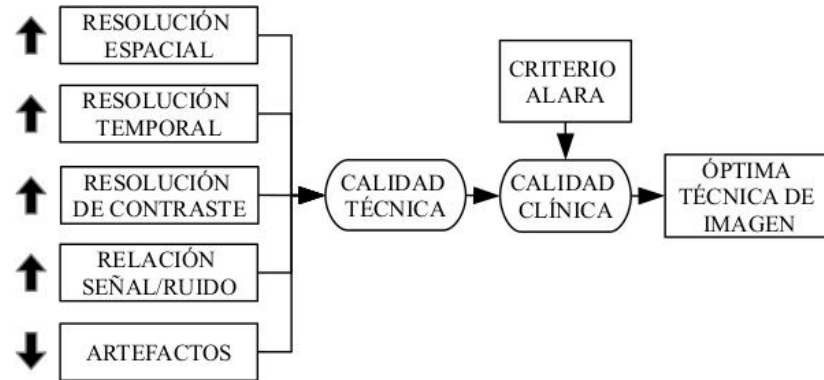 RESOLUCIÓN
ESPACIAL
RESOLUCIÓN
TEMPORAL
RESOLUCIÓN
DE CONTRASTE
RELACIÓN
SEÑAL/RUIDO
ARTEFACTOS
CALIDAD
TÉCNICA
CRITERIO
ALARA
CALIDAD
CLÍNICA
ÓPTIMA
TÉCNICA DE
IMAGEN